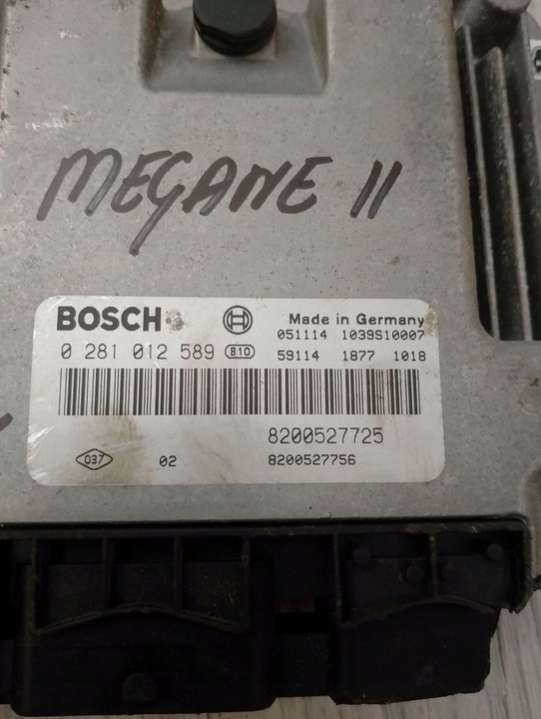 MEGANE II
BOSCH
Made in Germany
051114 1039S10007
0 281 012 589 810
59114 1877 1018
8200527725
037 02 8200527756